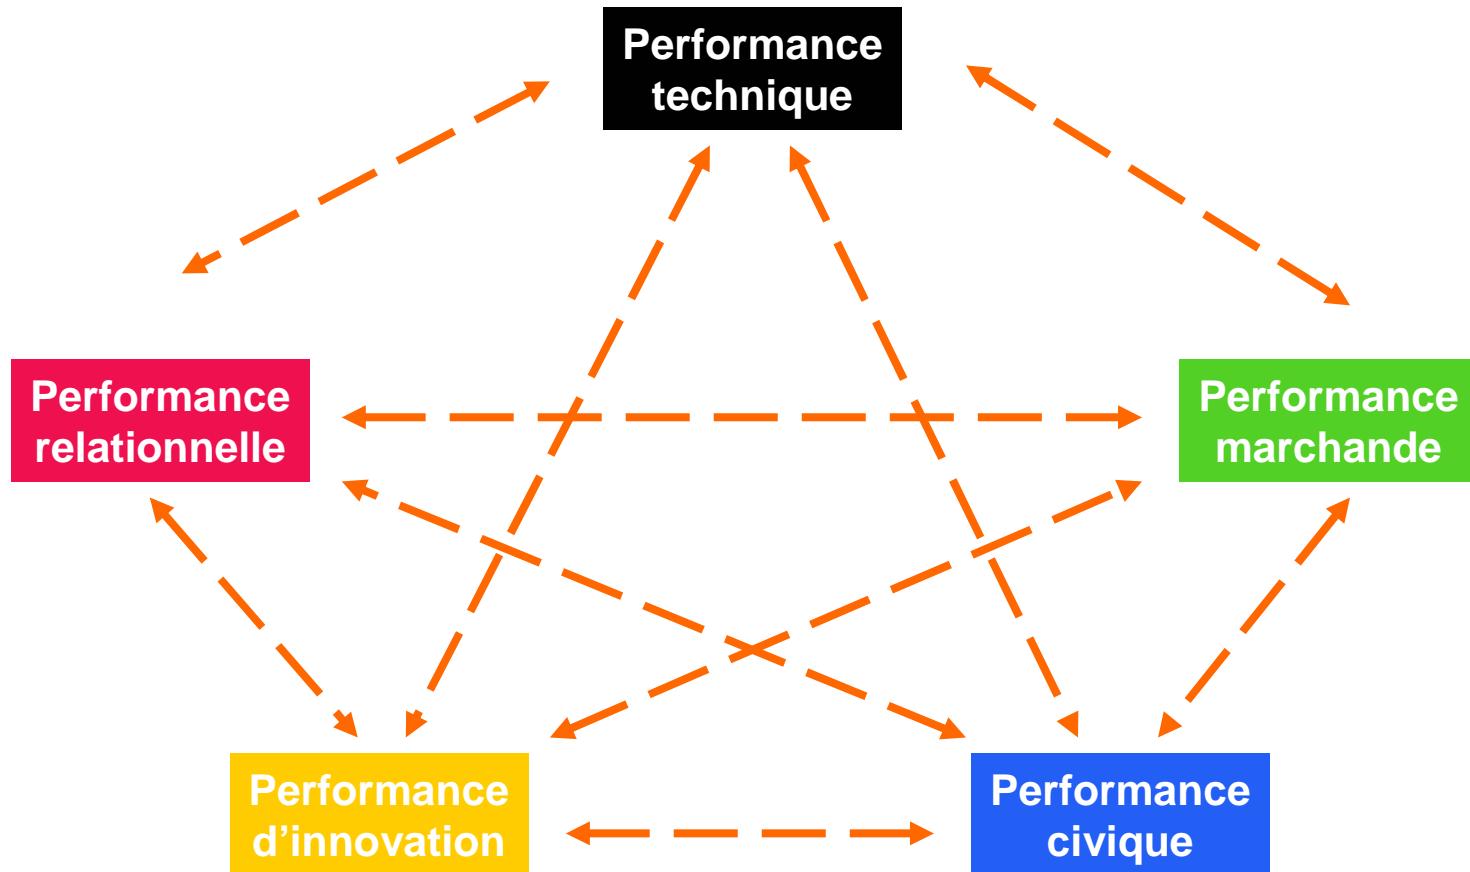 Performance
technique
Performance
relationnelle
Performance
marchande
Performance
d’innovation
Performance
civique